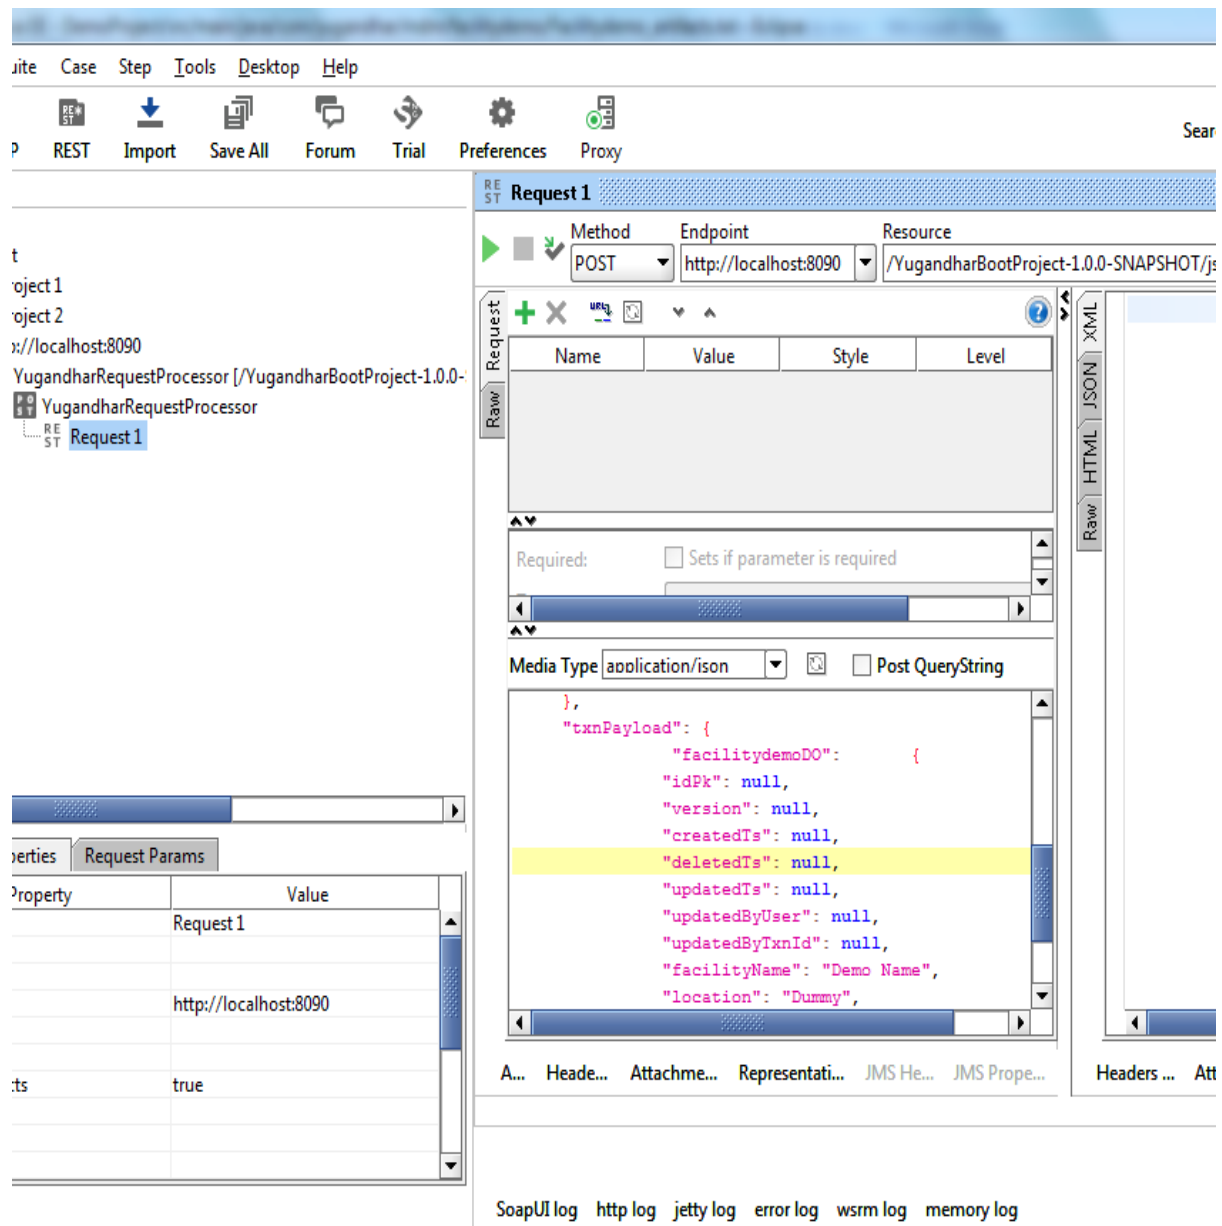 uite Case Step Tools Desktop Help
P REST Import Save All Forum Trial Preferences Proxy
Sear
RE ST Request 1
Method Endpoint Resource
POST http://localhost:8090 /YugandharBootProject-1.0.0-SNAPSHOT/js
t
oject 1
oject 2
://localhost:8090
YugandharRequestProcessor [/YugandharBootProject-1.0.0-
POST YugandharRequestProcessor
RE ST Request 1
Request
Raw
Name Value Style Level
Required: Sets if parameter is required
Media Type application/json Post QueryString
},
"txnPayload": {
"facilitydemoDO": {
"idPk": null,
"version": null,
"createdTs": null,
"deletedTs": null,
"updatedTs": null,
"updatedByUser": null,
"updatedByTxnId": null,
"facilityName": "Demo Name",
"location": "Dummy",
XML
JSON
HTML
Raw
perties Request Params
Property Value
Request 1
http://localhost:8090
cts true
A... Heade... Attachme... Representati... JMS He... JMS Prope...
Headers ... Att
SoapUI log http log jetty log error log wsrm log memory log